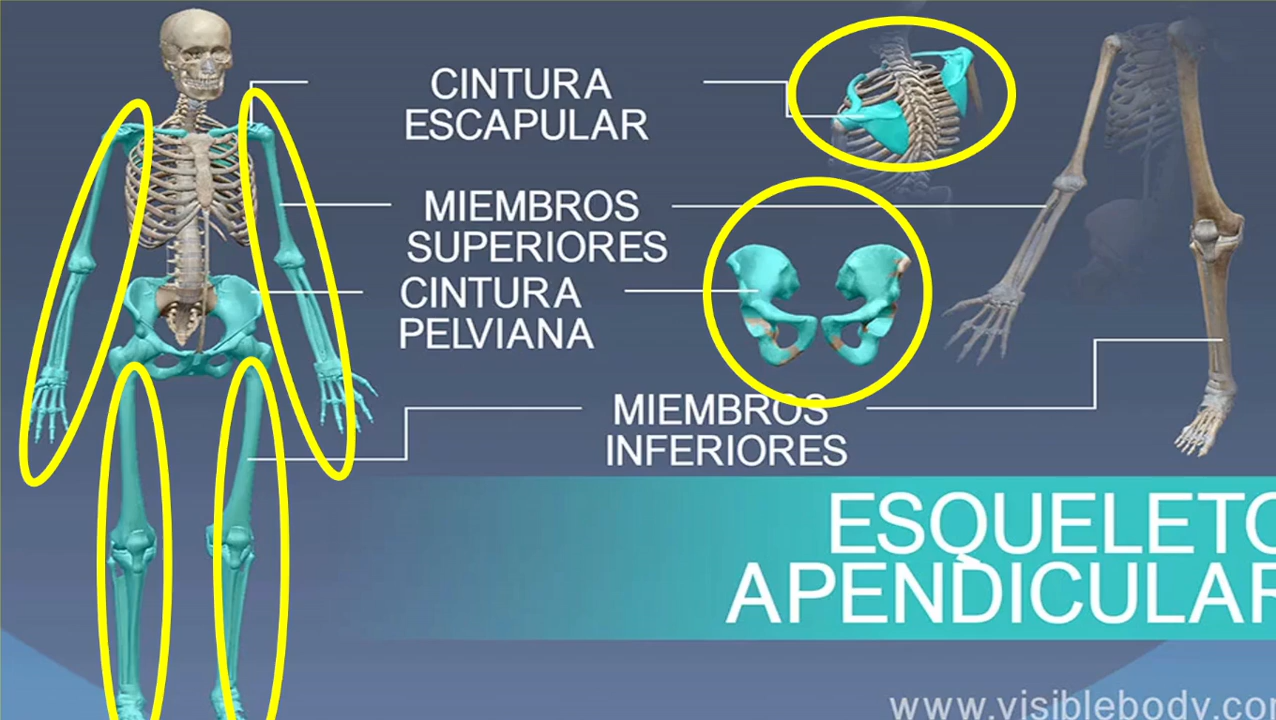 CINTURA
ESCAPULAR
MIEMBROS
SUPERIORES
CINTURA
PELVIANA
MIEMBROS
INFERIORES
ESQUELETO
APENDICULAR
www.visiblebody.com